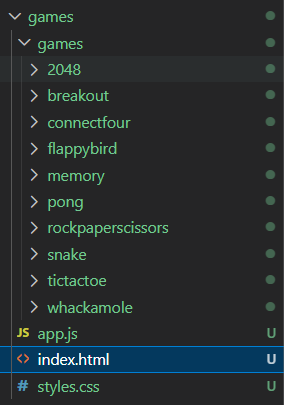 games
games
2048
breakout
connectfour
flappybird
memory
pong
rockpaperscissors
snake
tictactoe
whackamole
JS app.js U
<> index.html U
# styles.css U